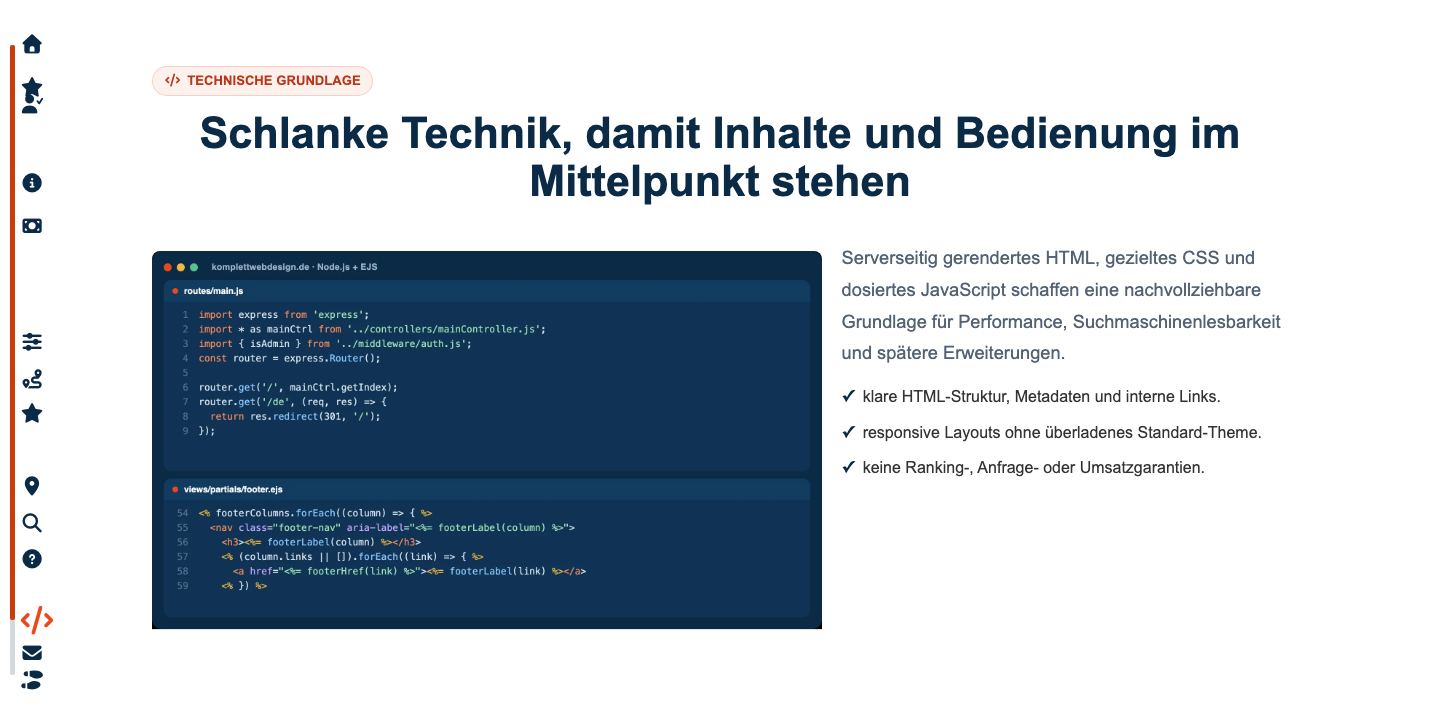 </> TECHNISCHE GRUNDLAGE
Schlanke Technik, damit Inhalte und Bedienung im
Mittelpunkt stehen
komplettwebdesign.de · Node.js + EJS
routes/main.js
1 import express from 'express';
2 import * as mainCtrl from '../controllers/mainController.js';
3 import { isAdmin } from '../middleware/auth.js';
4 const router = express.Router();
5
6 router.get('/', mainCtrl.getIndex);
7 router.get('/de', (req, res) => {
8   return res.redirect(301, '/');
9 });
views/partials/footer.ejs
54 <% footerColumns.forEach((column) => { %>
55   <nav class="footer-nav" aria-label="<%= footerLabel(column) %>">
56     <h3><%= footerLabel(column) %></h3>
57     <% (column.links || []).forEach((link) => { %>
58       <a href="<%= footerHref(link) %>"><%= footerLabel(link) %></a>
59     <% }) %>
Serverseitig gerendertes HTML, gezieltes CSS und
dosiertes JavaScript schaffen eine nachvollziehbare
Grundlage für Performance, Suchmaschinenlesbarkeit
und spätere Erweiterungen.
✓ klare HTML-Struktur, Metadaten und interne Links.
✓ responsive Layouts ohne überladenes Standard-Theme.
✓ keine Ranking-, Anfrage- oder Umsatzgarantien.